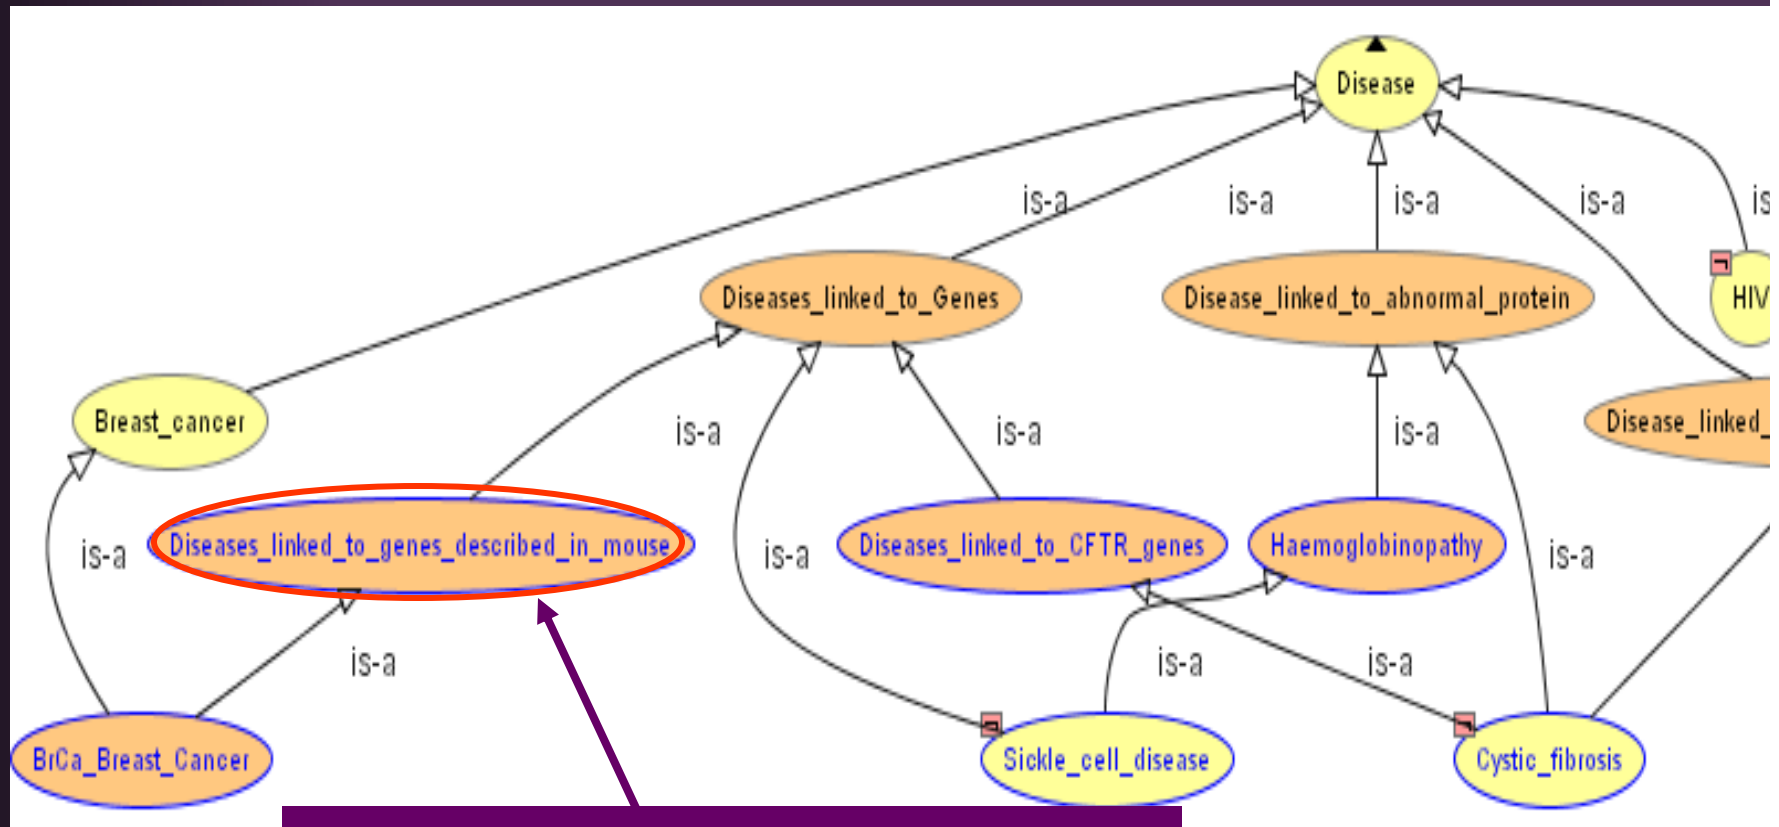 Disease
is-a is-a is-a is-a is
Diseases_linked_to_Genes Disease_linked_to_abnormal_protein HIV
Breast_cancer Disease_linked_
is-a is-a is-a
Diseases_linked_to_genes_described_in_mouse Diseases_linked_to_CFTR_genes Haemoglobinopathy
is-a is-a is-a
is-a is-a is-a
BrCa_Breast_Cancer Sickle_cell_disease Cystic_fibrosis